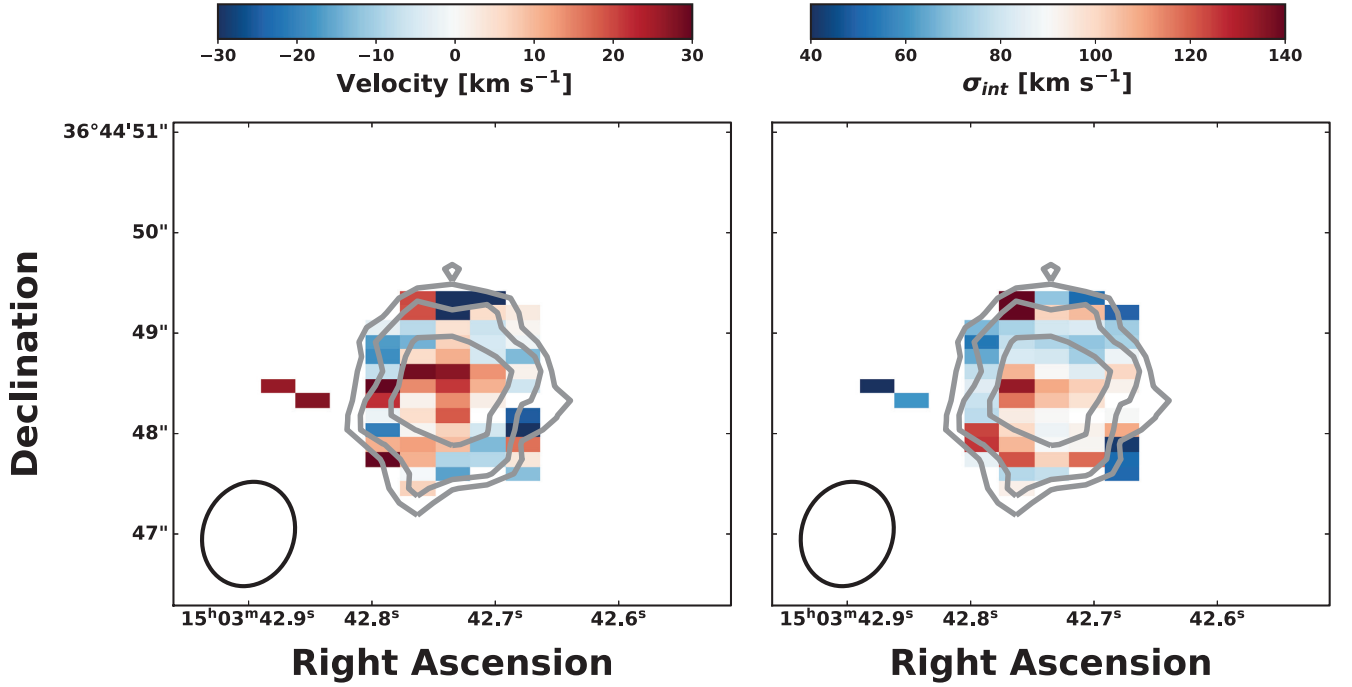 −30 −20 −10 0 10 20 30
Velocity [km s⁻¹]
40 60 80 100 120 140
σint [km s⁻¹]
Declination
36°44'51"
50"
49"
48"
47"
15ʰ03ᵐ42.9ˢ 42.8ˢ 42.7ˢ 42.6ˢ
Right Ascension
15ʰ03ᵐ42.9ˢ 42.8ˢ 42.7ˢ 42.6ˢ
Right Ascension